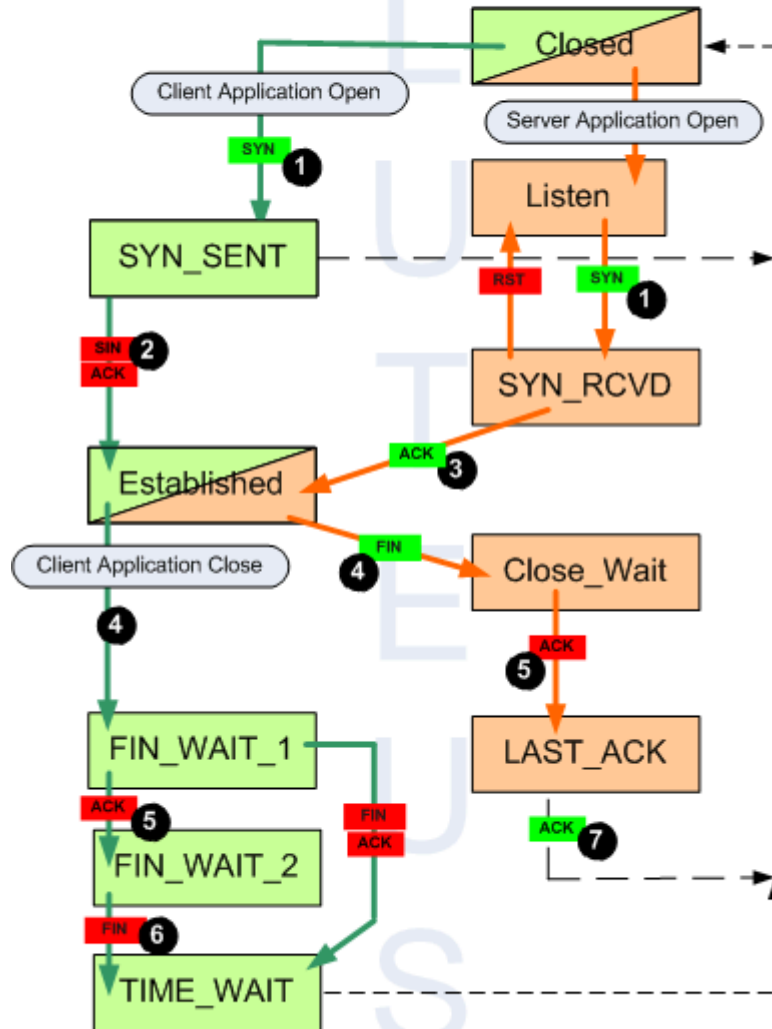 Closed
Client Application Open
Server Application Open
SYN
1
Listen
SYN_SENT
RST
SYN
1
SIN
2
ACK
SYN_RCVD
ACK
3
Established
FIN
4
Client Application Close
Close_Wait
4
ACK
5
FIN_WAIT_1
LAST_ACK
ACK
5
FIN
ACK
ACK
7
FIN_WAIT_2
FIN
6
TIME_WAIT
L
U
T
E
U
S